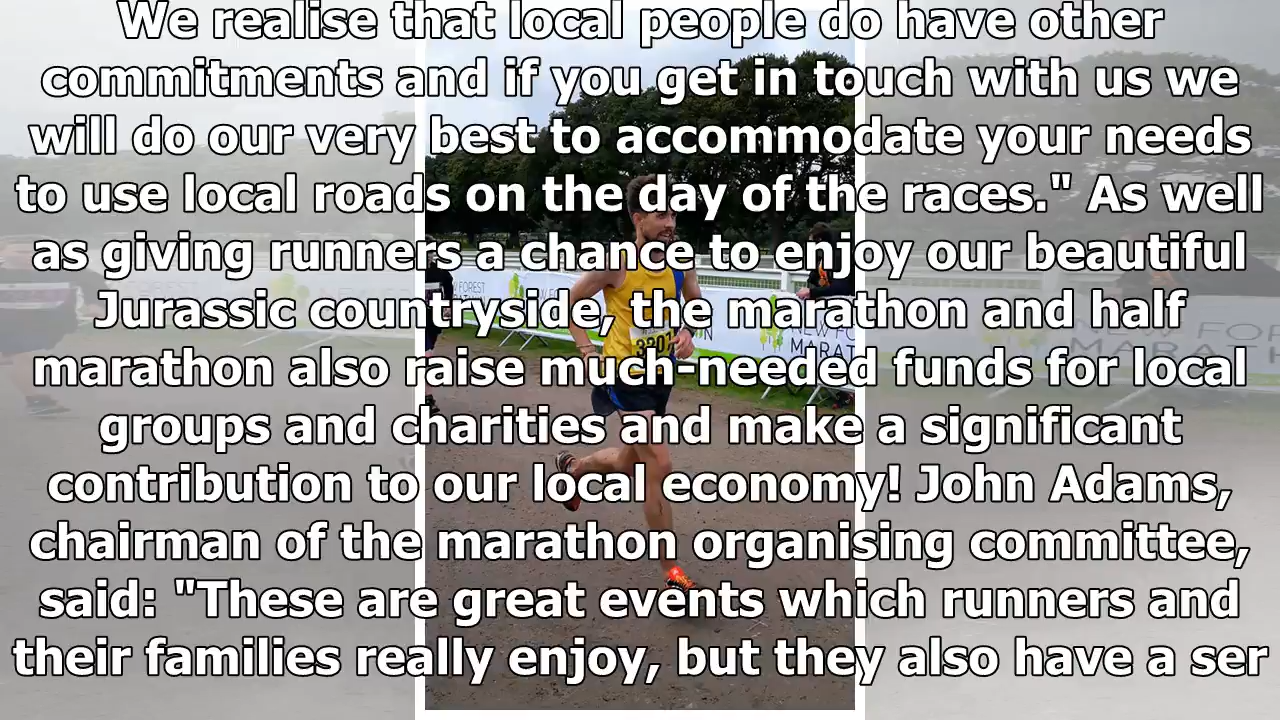 We realise that local people do have other
commitments and if you get in touch with us we
will do our very best to accommodate your needs
to use local roads on the day of the races." As well
as giving runners a chance to enjoy our beautiful
Jurassic countryside, the marathon and half
marathon also raise much-needed funds for local
groups and charities and make a significant
contribution to our local economy! John Adams,
chairman of the marathon organising committee,
said: "These are great events which runners and
their families really enjoy, but they also have a ser